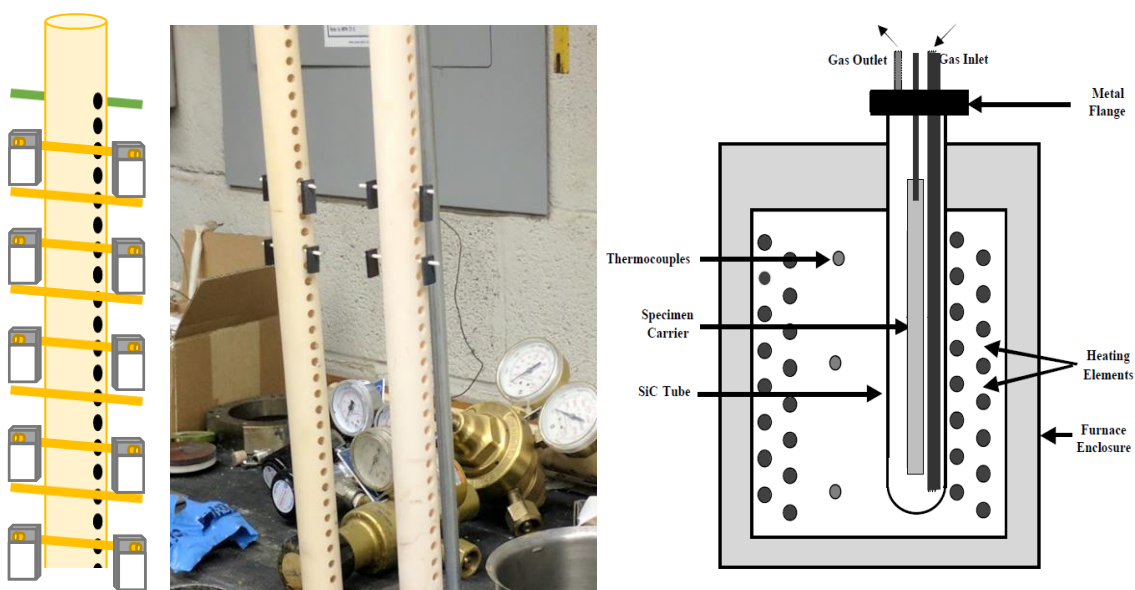 Gas Outlet
Gas Inlet
Metal
Flange
Thermocouples
Specimen
Carrier
SiC Tube
Heating
Elements
Furnace
Enclosure